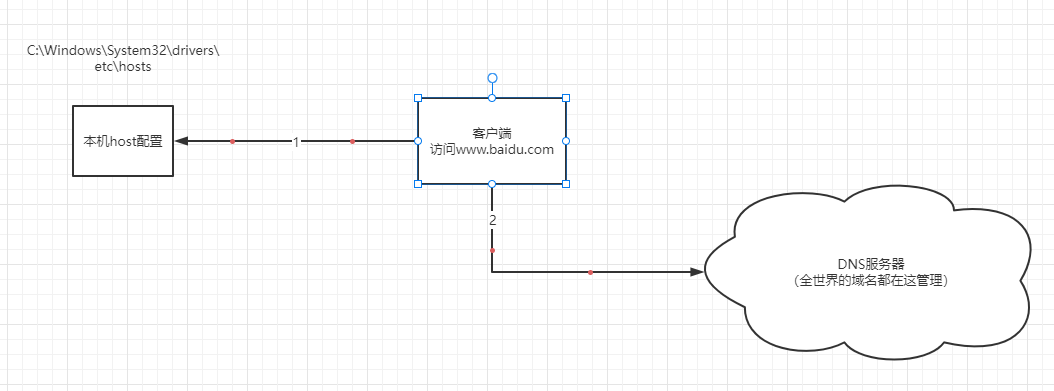 C:\Windows\System32\drivers\
etc\hosts
本机host配置
1
客户端
访问www.baidu.com
2
DNS服务器
（全世界的域名都在这管理）